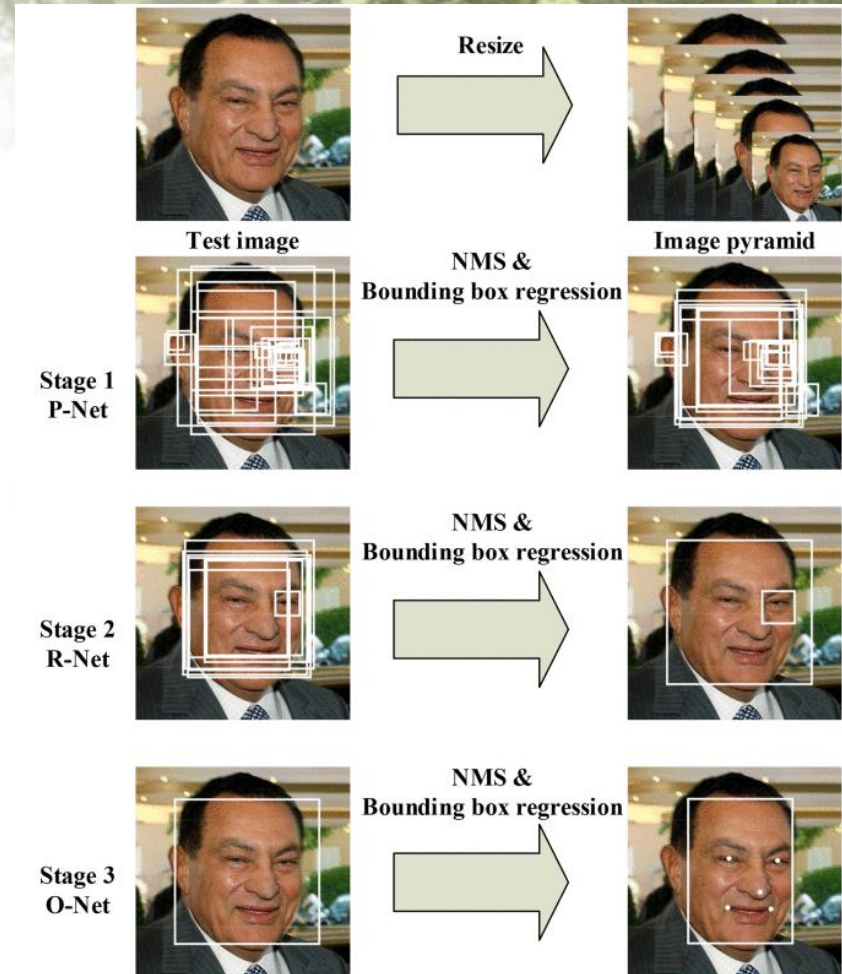 Resize
Test image
Image pyramid
NMS &
Bounding box regression
Stage 1
P-Net
NMS &
Bounding box regression
Stage 2
R-Net
NMS &
Bounding box regression
Stage 3
O-Net